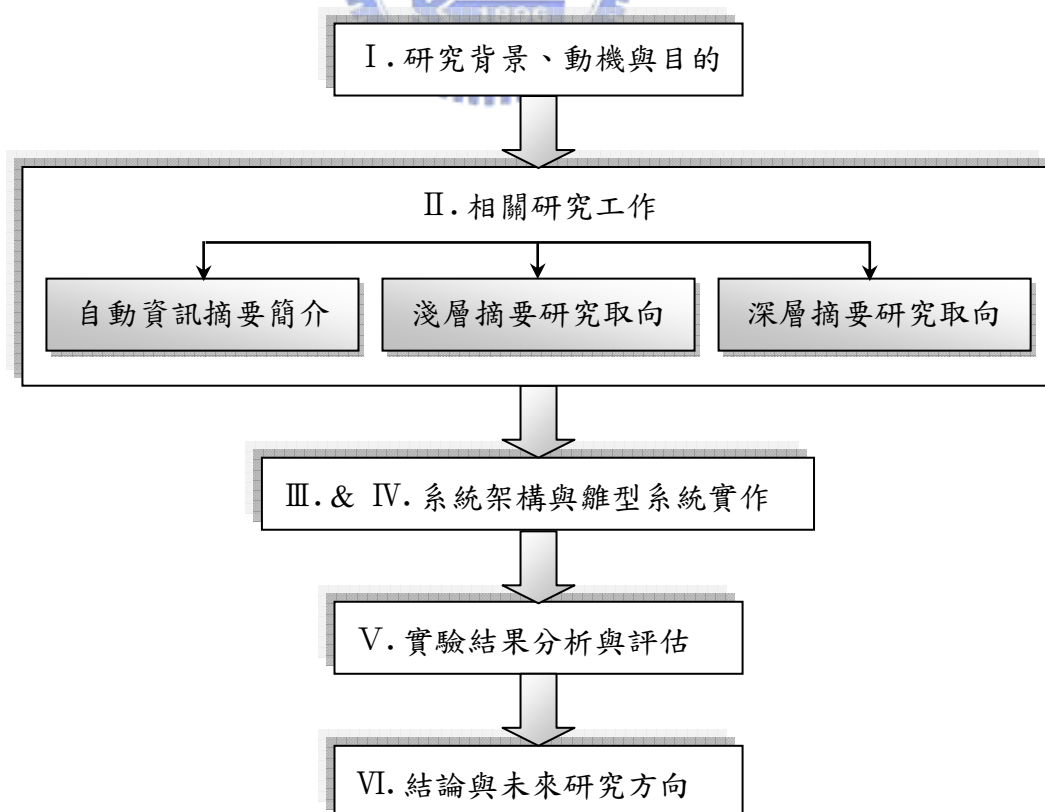 1896
Ⅰ.研究背景、動機與目的
Ⅱ.相關研究工作
自動資訊摘要簡介
淺層摘要研究取向
深層摘要研究取向
Ⅲ.& Ⅳ.系統架構與雛型系統實作
Ⅴ.實驗結果分析與評估
Ⅵ.結論與未來研究方向